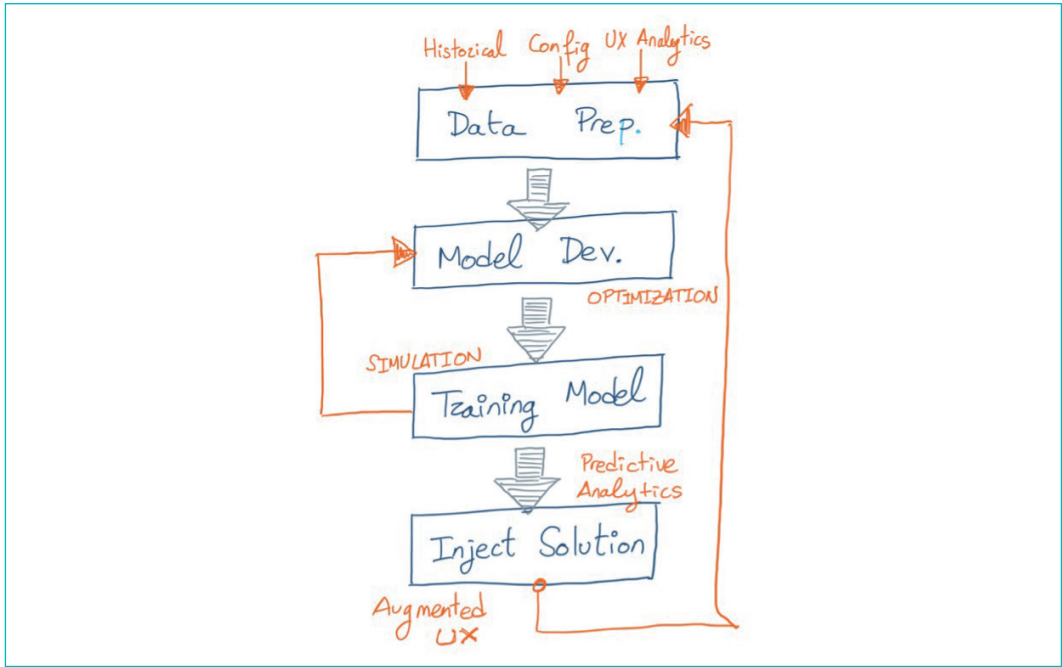 Historical Config UX Analytics
Data Prep.
Model Dev.
OPTIMIZATION
SIMULATION
Training Model
Predictive
Analytics
Inject Solution
Augmented
UX